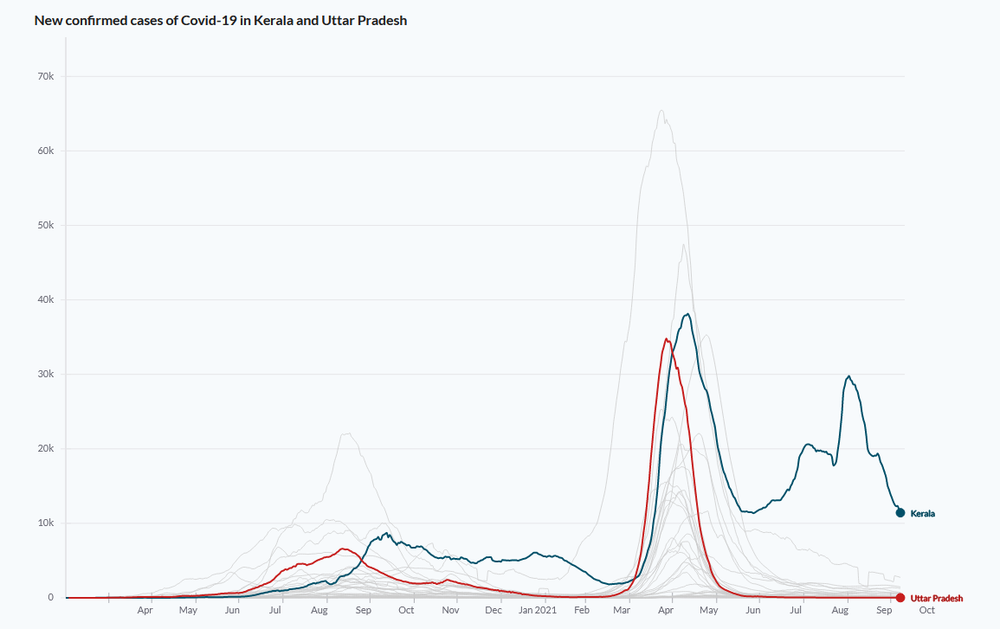 New confirmed cases of Covid-19 in Kerala and Uttar Pradesh
70k
60k
50k
40k
30k
20k
10k
0
Kerala
Uttar Pradesh
Apr May Jun Jul Aug Sep Oct Nov Dec Jan 2021 Feb Mar Apr May Jun Jul Aug Sep Oct